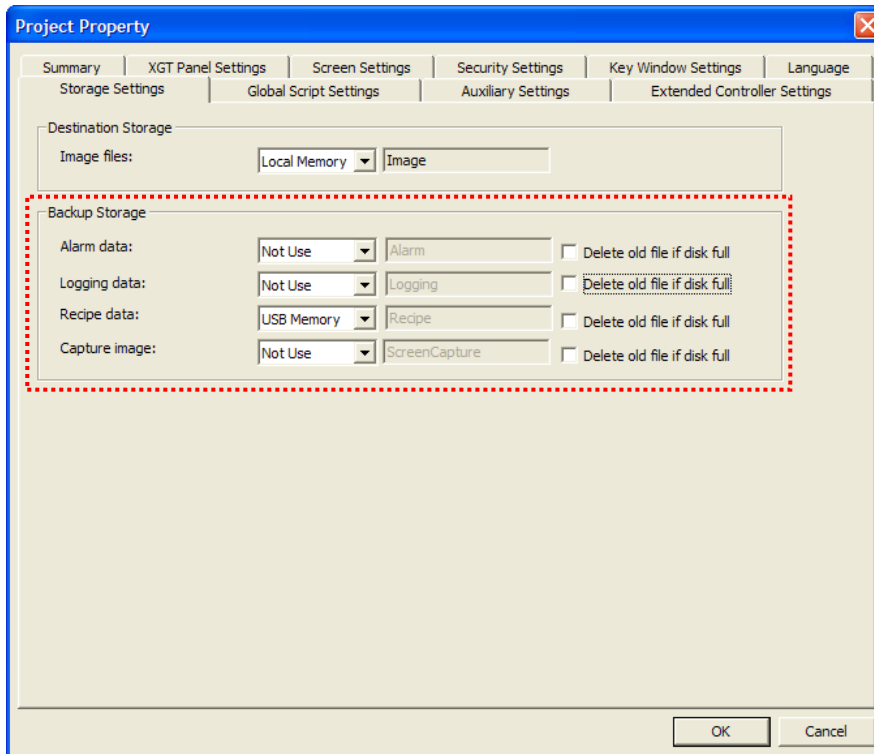 Project Property
Summary XGT Panel Settings Screen Settings Security Settings Key Window Settings Language
Storage Settings Global Script Settings Auxiliary Settings Extended Controller Settings
Destination Storage
Image files: Local Memory Image
Backup Storage
Alarm data: Not Use Alarm Delete old file if disk full
Logging data: Not Use Logging Delete old file if disk full
Recipe data: USB Memory Recipe Delete old file if disk full
Capture image: Not Use ScreenCapture Delete old file if disk full
OK Cancel